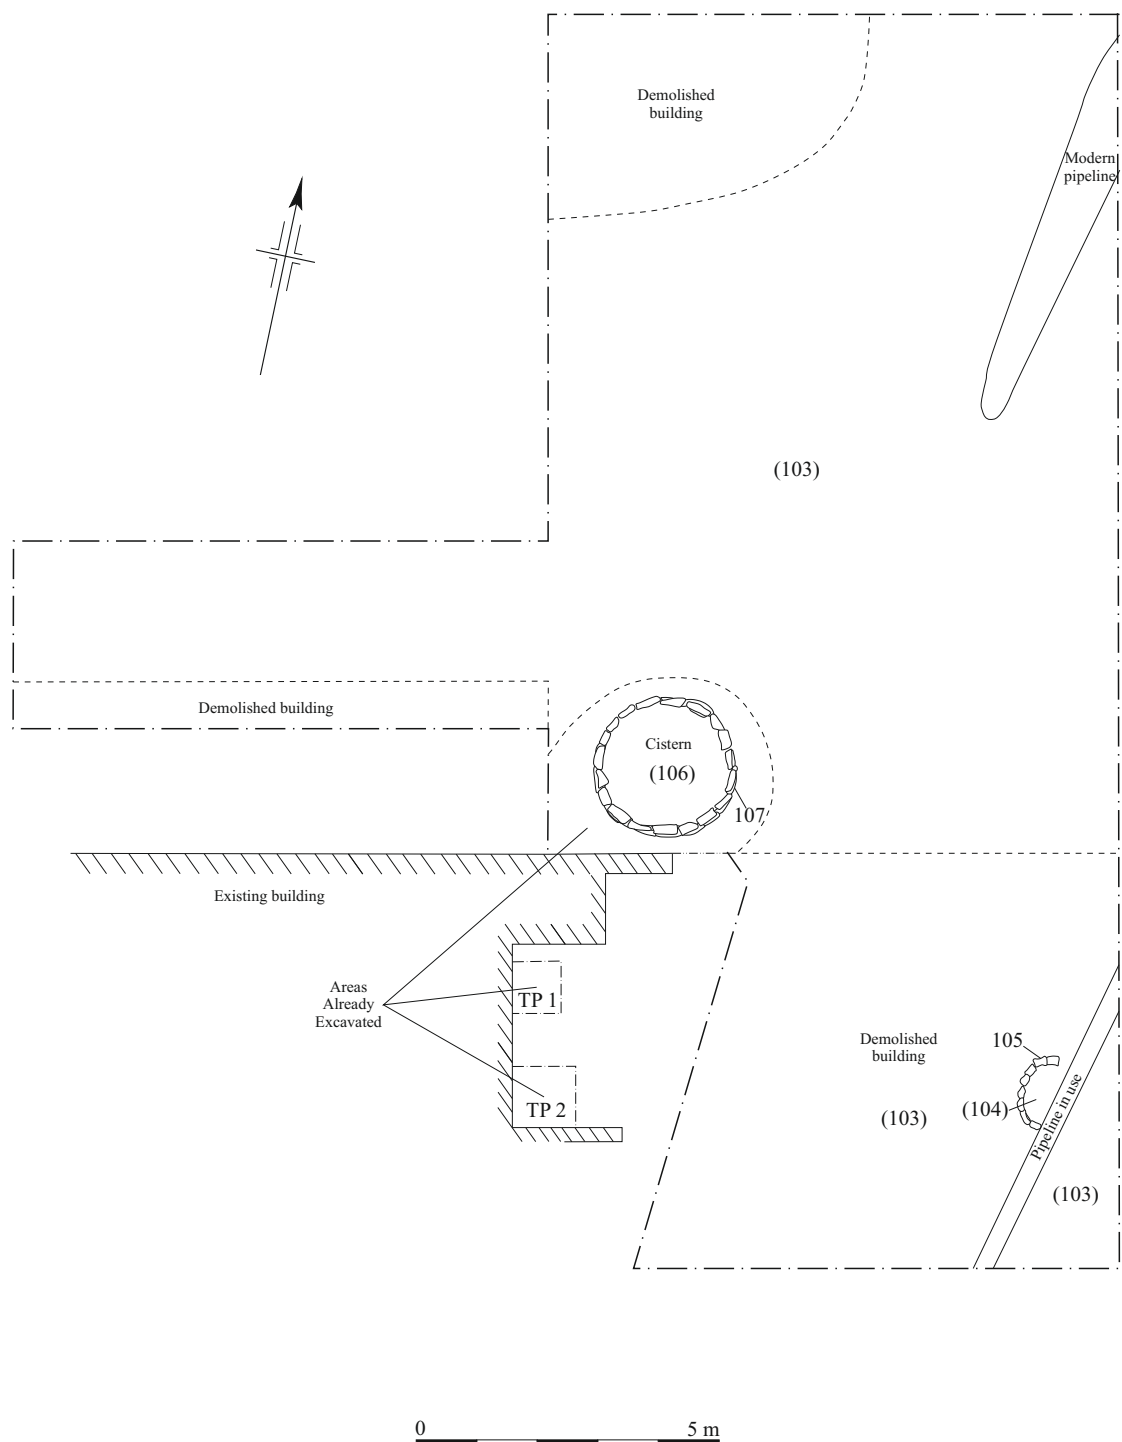 Demolished
building
Modern
pipeline
(103)
Demolished building
Cistern
(106)
107
Existing building
Areas
Already
Excavated
TP 1
TP 2
Demolished
building
105
(104)
(103)
Pipeline in use
(103)
0 5 m